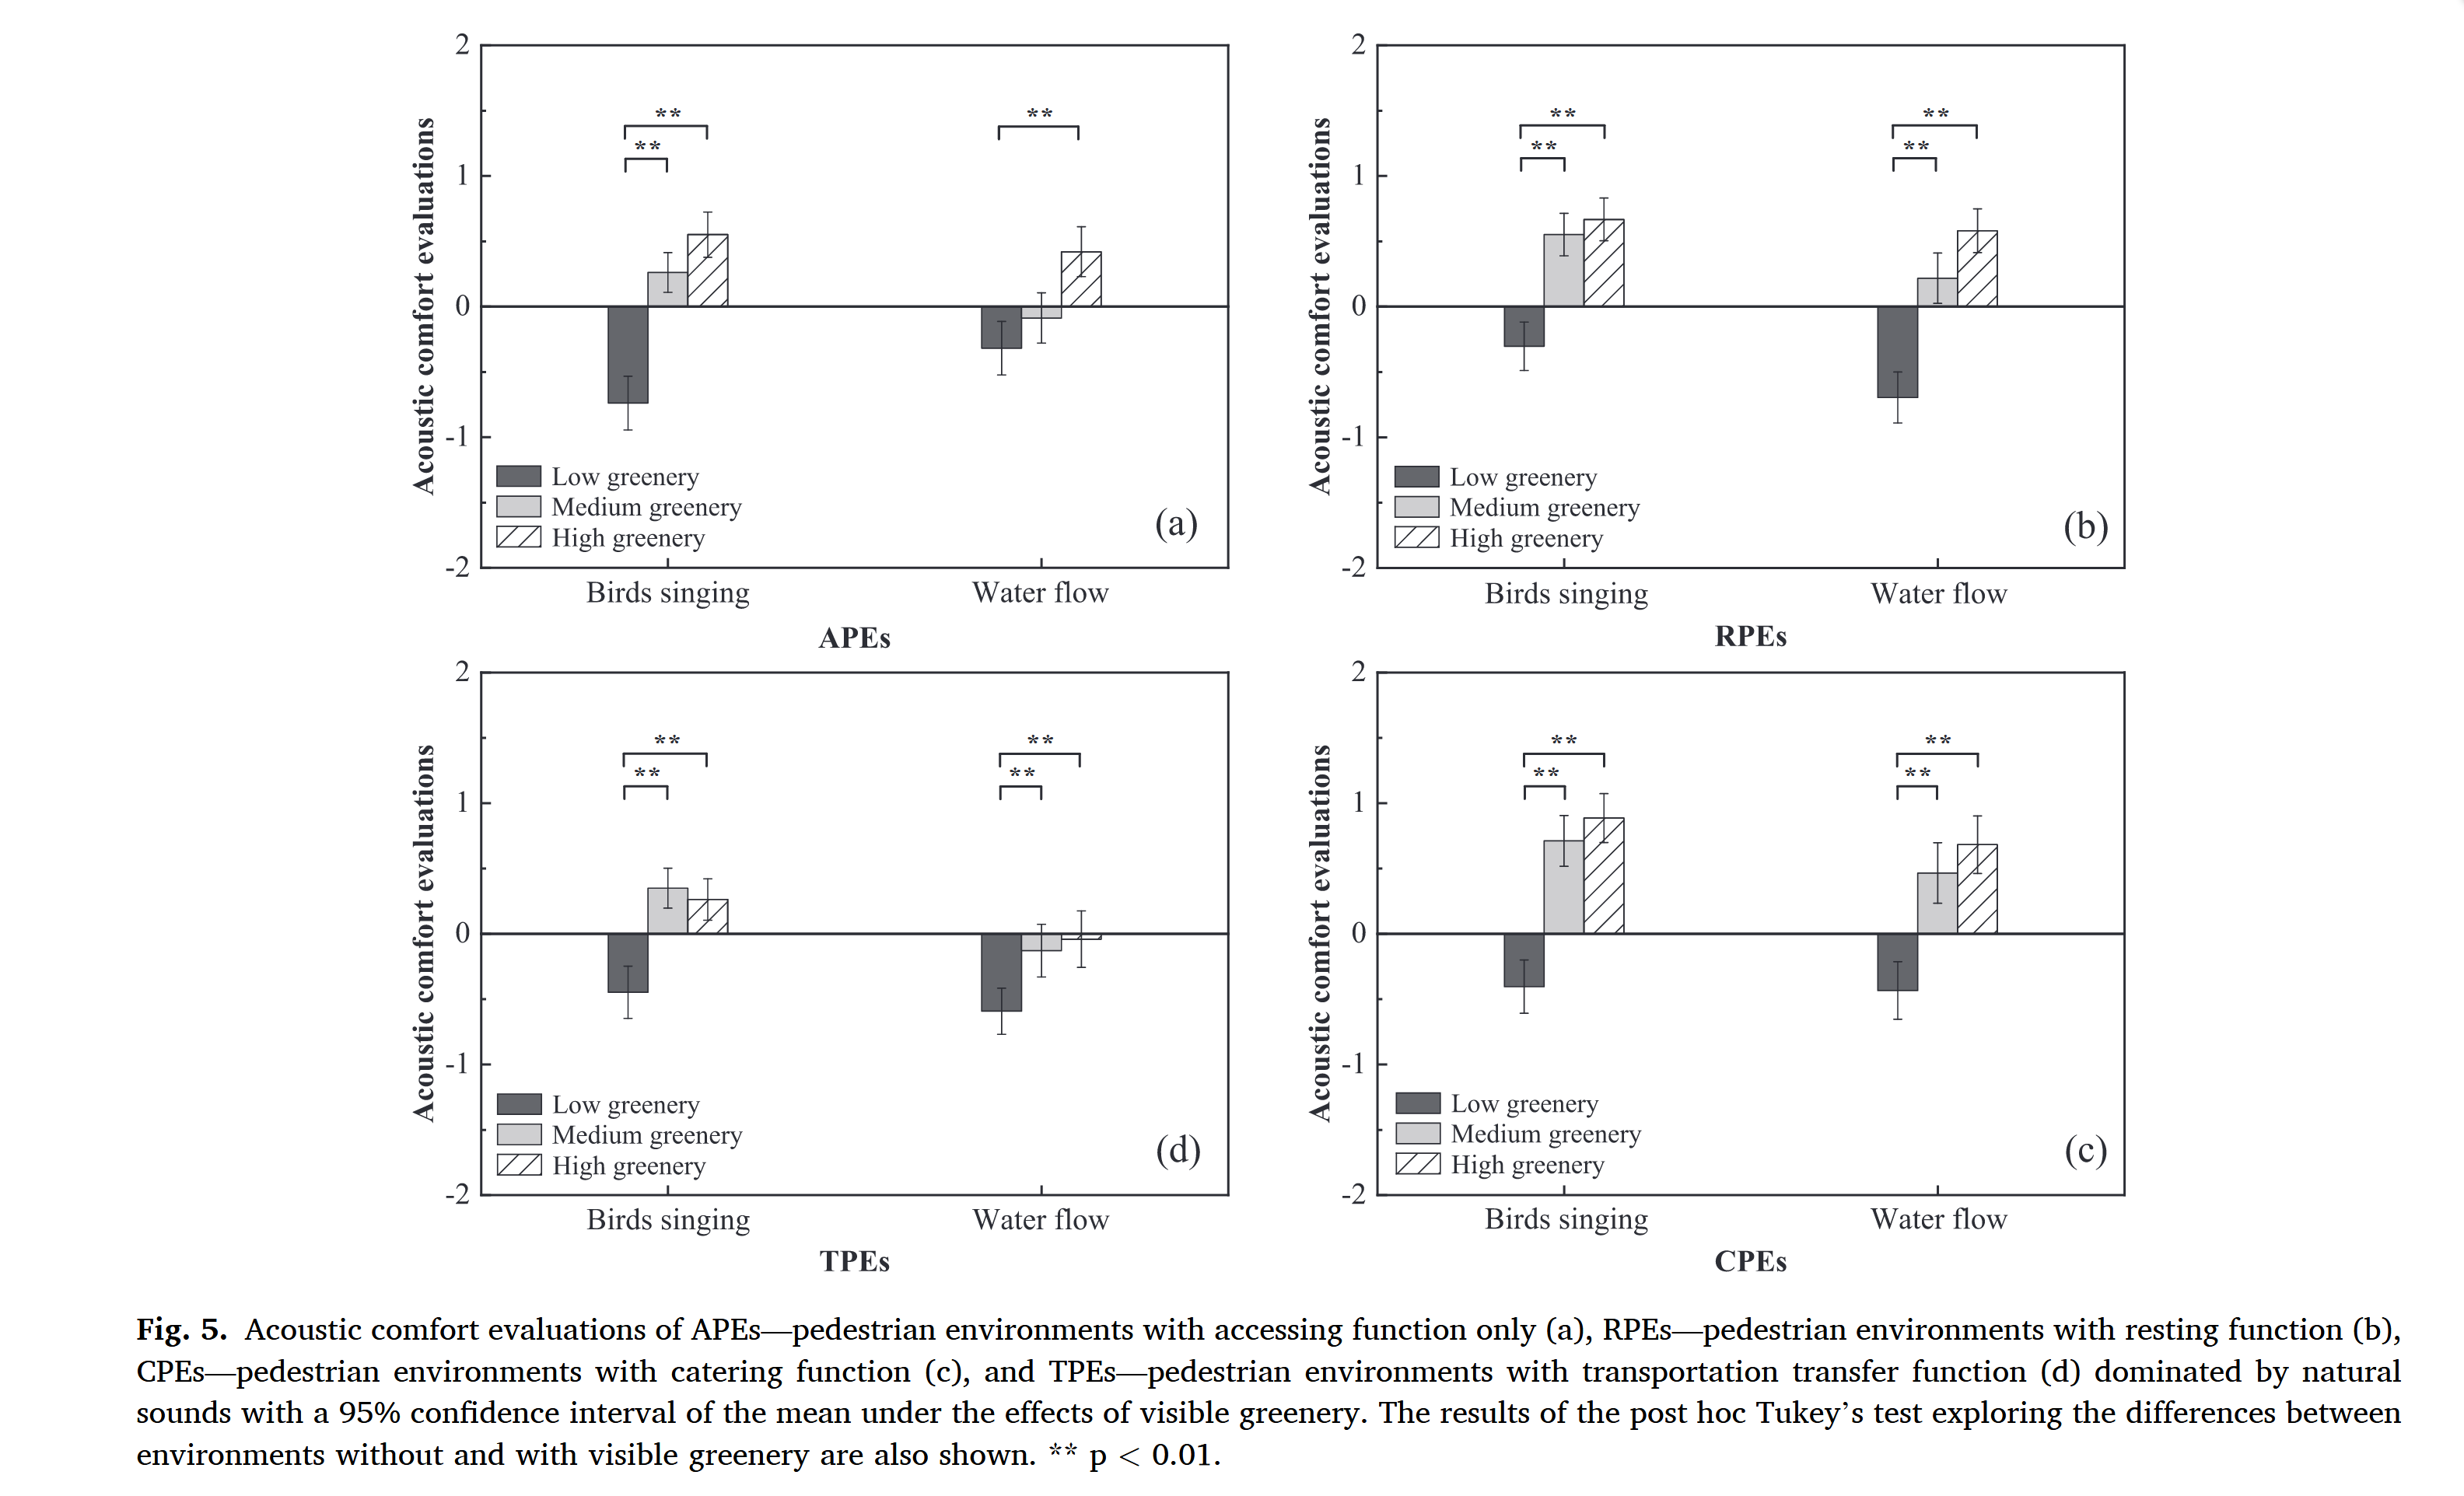 2
1
0
-1
-2
Acoustic comfort evaluations
**
**
**
Low greenery
Medium greenery
High greenery
(a)
Birds singing
Water flow
APEs
2
1
0
-1
-2
Acoustic comfort evaluations
**
**
**
**
Low greenery
Medium greenery
High greenery
(b)
Birds singing
Water flow
RPEs
2
1
0
-1
-2
Acoustic comfort evaluations
**
**
**
**
Low greenery
Medium greenery
High greenery
(d)
Birds singing
Water flow
TPEs
2
1
0
-1
-2
Acoustic comfort evaluations
**
**
**
**
Low greenery
Medium greenery
High greenery
(c)
Birds singing
Water flow
CPEs
Fig. 5. Acoustic comfort evaluations of APEs—pedestrian environments with accessing function only (a), RPEs—pedestrian environments with resting function (b),
CPEs—pedestrian environments with catering function (c), and TPEs—pedestrian environments with transportation transfer function (d) dominated by natural
sounds with a 95% confidence interval of the mean under the effects of visible greenery. The results of the post hoc Tukey’s test exploring the differences between
environments without and with visible greenery are also shown. ** p < 0.01.